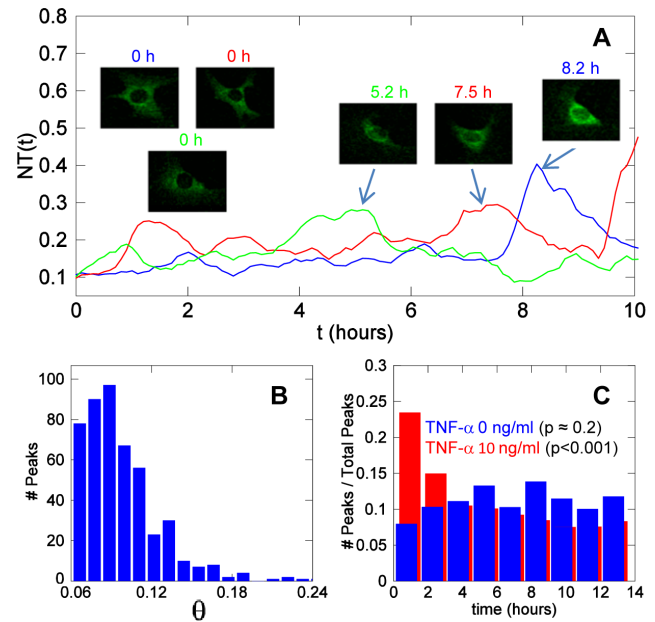 A
0.8
0.7
0.6
0.5
0.4
0.3
0.2
0.1
NT(t)
0 h
0 h
0 h
5.2 h
7.5 h
8.2 h
0
2
4
6
8
10
t (hours)
B
100
80
60
40
20
0
# Peaks
0.06
0.12
0.18
0.24
θ
C
0.3
0.25
0.2
0.15
0.1
0.05
0
# Peaks / Total Peaks
TNF-α 0 ng/ml (p ≈ 0.2)
TNF-α 10 ng/ml (p<0.001)
0
2
4
6
8
10
12
14
time (hours)